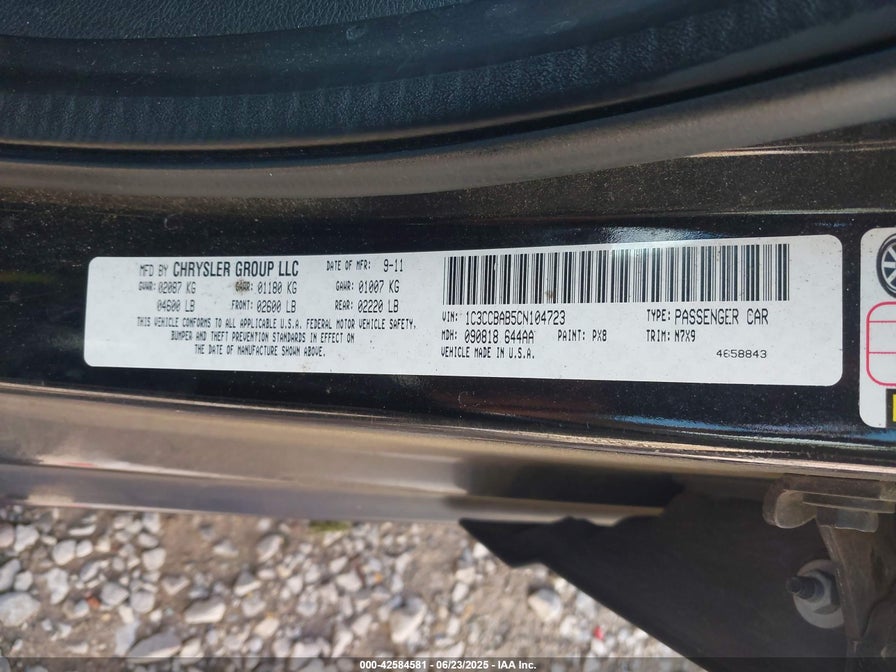 MFD BY CHRYSLER GROUP LLC DATE OF MFR: 9-11
GVWR: 02087 KG GAWR: 01180 KG GAWR: 01007 KG
04600 LB FRONT: 02600 LB REAR: 02220 LB
THIS VEHICLE CONFORMS TO ALL APPLICABLE U.S.A. FEDERAL MOTOR VEHICLE SAFETY,
BUMPER AND THEFT PREVENTION STANDARDS IN EFFECT ON
THE DATE OF MANUFACTURE SHOWN ABOVE.
VIN: 1C3CCBAB5CN104723 TYPE: PASSENGER CAR
MDH: 090818 644AA PAINT: PX8 TRIM: N7X9
VEHICLE MADE IN U.S.A. 4658843
000-42584581 - 06/23/2025 - IAA Inc.